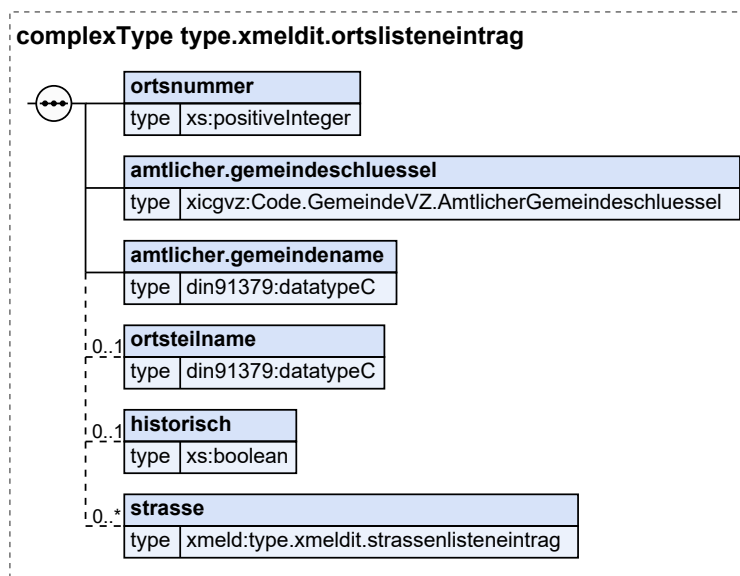 complexType type.xmeldit.ortslisteneintrag
ortsnummer
type xs:positiveInteger
amtlicher.gemeindeschluessel
type xicgvz:Code.GemeindeVZ.AmtlicherGemeindeschluessel
amtlicher.gemeindename
type din91379:datatypeC
0..1 ortsteilname
type din91379:datatypeC
0..1 historisch
type xs:boolean
0..* strasse
type xmeld:type.xmeldit.strassenlisteneintrag